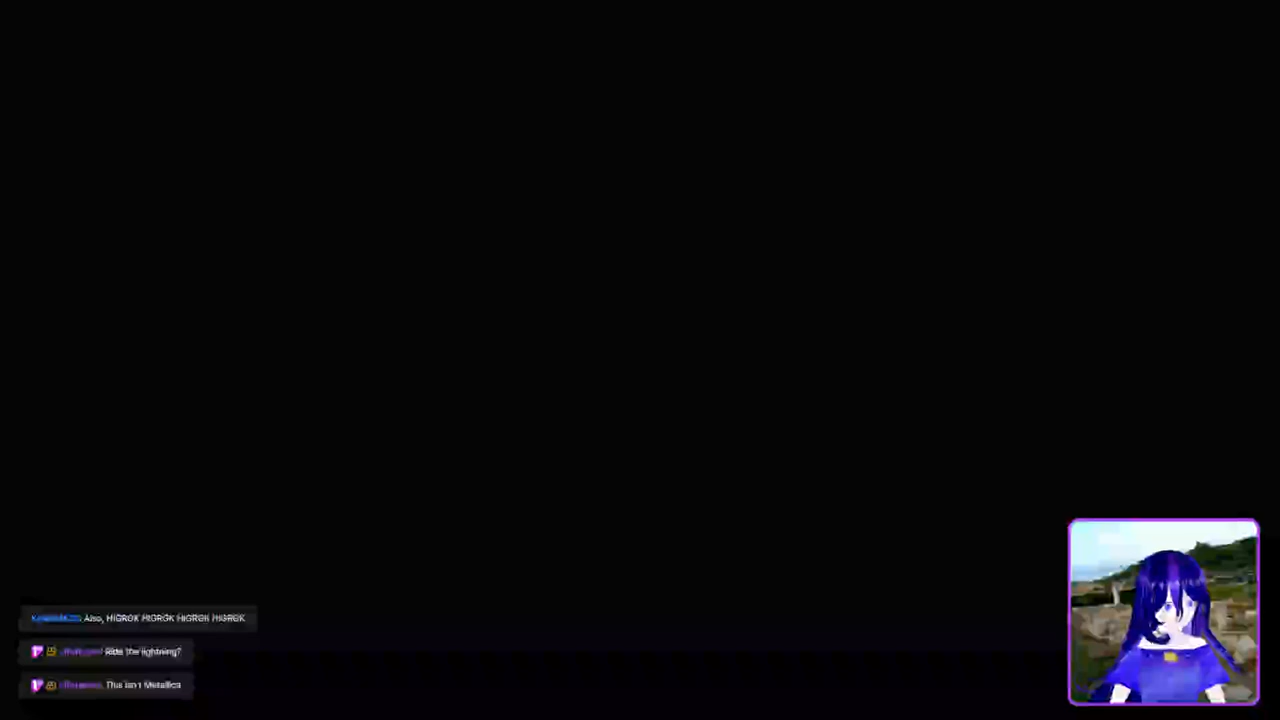 Also, HIGROK HIGROK HIGROK HIGROK
Ride the lightning?
This isn't Metallica